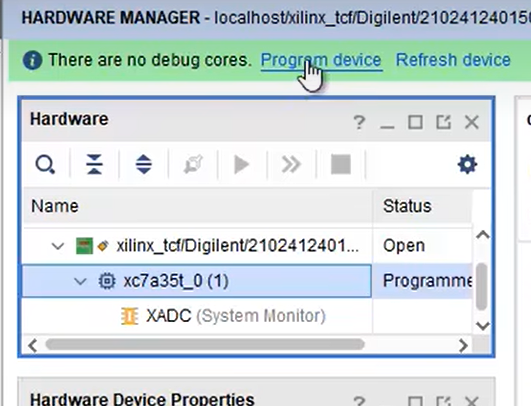 HARDWARE MANAGER - localhost/xilinx_tcf/Digilent/2102412401
There are no debug cores. Program device Refresh device
Hardware ? _
Name Status
xilinx_tcf/Digilent/2102412401... Open
xc7a35t_0 (1) Programme
XADC (System Monitor)
Hardware Device Properties ? _